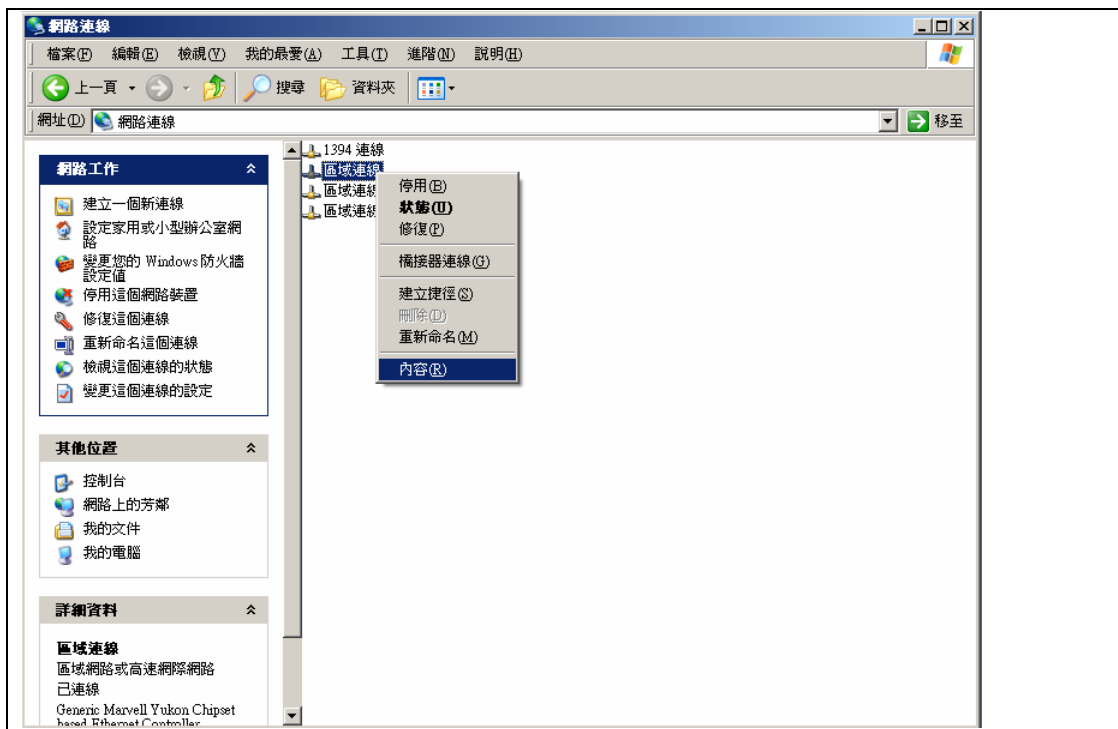 網路連線
檔案(F) 編輯(E) 檢視(V) 我的最愛(A) 工具(T) 進階(N) 說明(H)
上一頁 搜尋 資料夾
網址(D) 網路連線 移至
網路工作
建立一個新連線
設定家用或小型辦公室網
路
變更您的 Windows 防火牆
設定值
停用這個網路裝置
修復這個連線
重新命名這個連線
檢視這個連線的狀態
變更這個連線的設定
其他位置
控制台
網路上的芳鄰
我的文件
我的電腦
詳細資料
區域連線
區域網路或高速網際網路
已連線
Generic Marvell Yukon Chipset
based Ethernet Controller
1394 連線
區域連線
區域連線
區域連線
停用(B)
狀態(U)
修復(P)
橋接器連線(G)
建立捷徑(S)
刪除(D)
重新命名(M)
內容(R)